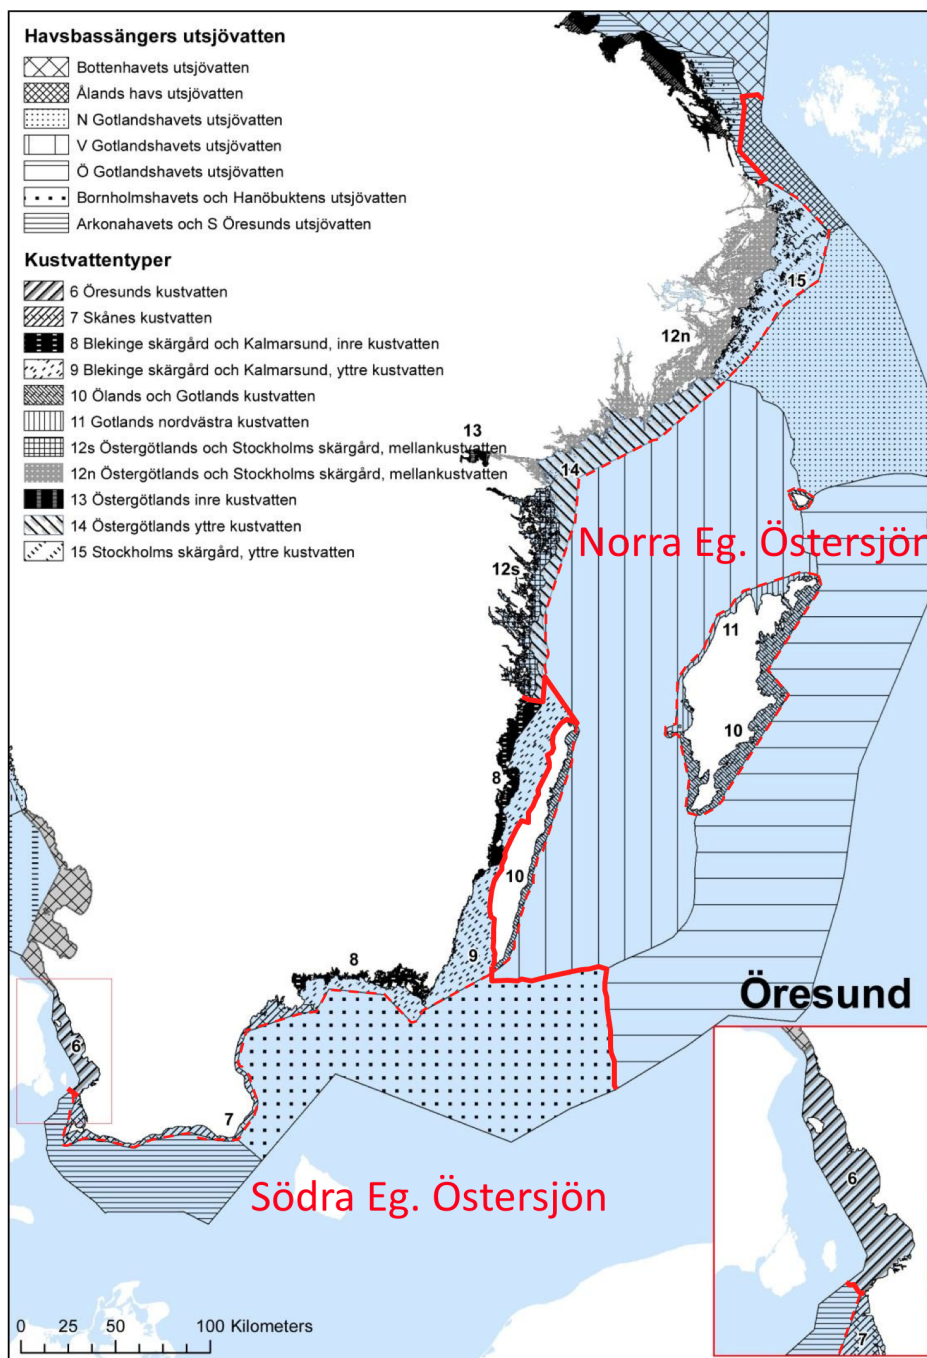 Havsbassängers utsjövatten
Bottenhavets utsjövatten
Ålands havs utsjövatten
N Gotlandshavets utsjövatten
V Gotlandshavets utsjövatten
Ö Gotlandshavets utsjövatten
Bornholmshavets och Hanöbuktens utsjövatten
Arkonahavets och S Öresunds utsjövatten
Kustvattentyper
6 Öresunds kustvatten
7 Skånes kustvatten
8 Blekinge skärgård och Kalmarsund, inre kustvatten
9 Blekinge skärgård och Kalmarsund, yttre kustvatten
10 Ölands och Gotlands kustvatten
11 Gotlands nordvästra kustvatten
12s Östergötlands och Stockholms skärgård, mellankustvatten
12n Östergötlands och Stockholms skärgård, mellankustvatten
13 Östergötlands inre kustvatten
14 Östergötlands yttre kustvatten
15 Stockholms skärgård, yttre kustvatten
15
12n
13
14
Norra Eg. Östersjön
12s
11
10
8
10
9
8
Öresund
6
7
6
Södra Eg. Östersjön
7
0 25 50 100 Kilometers